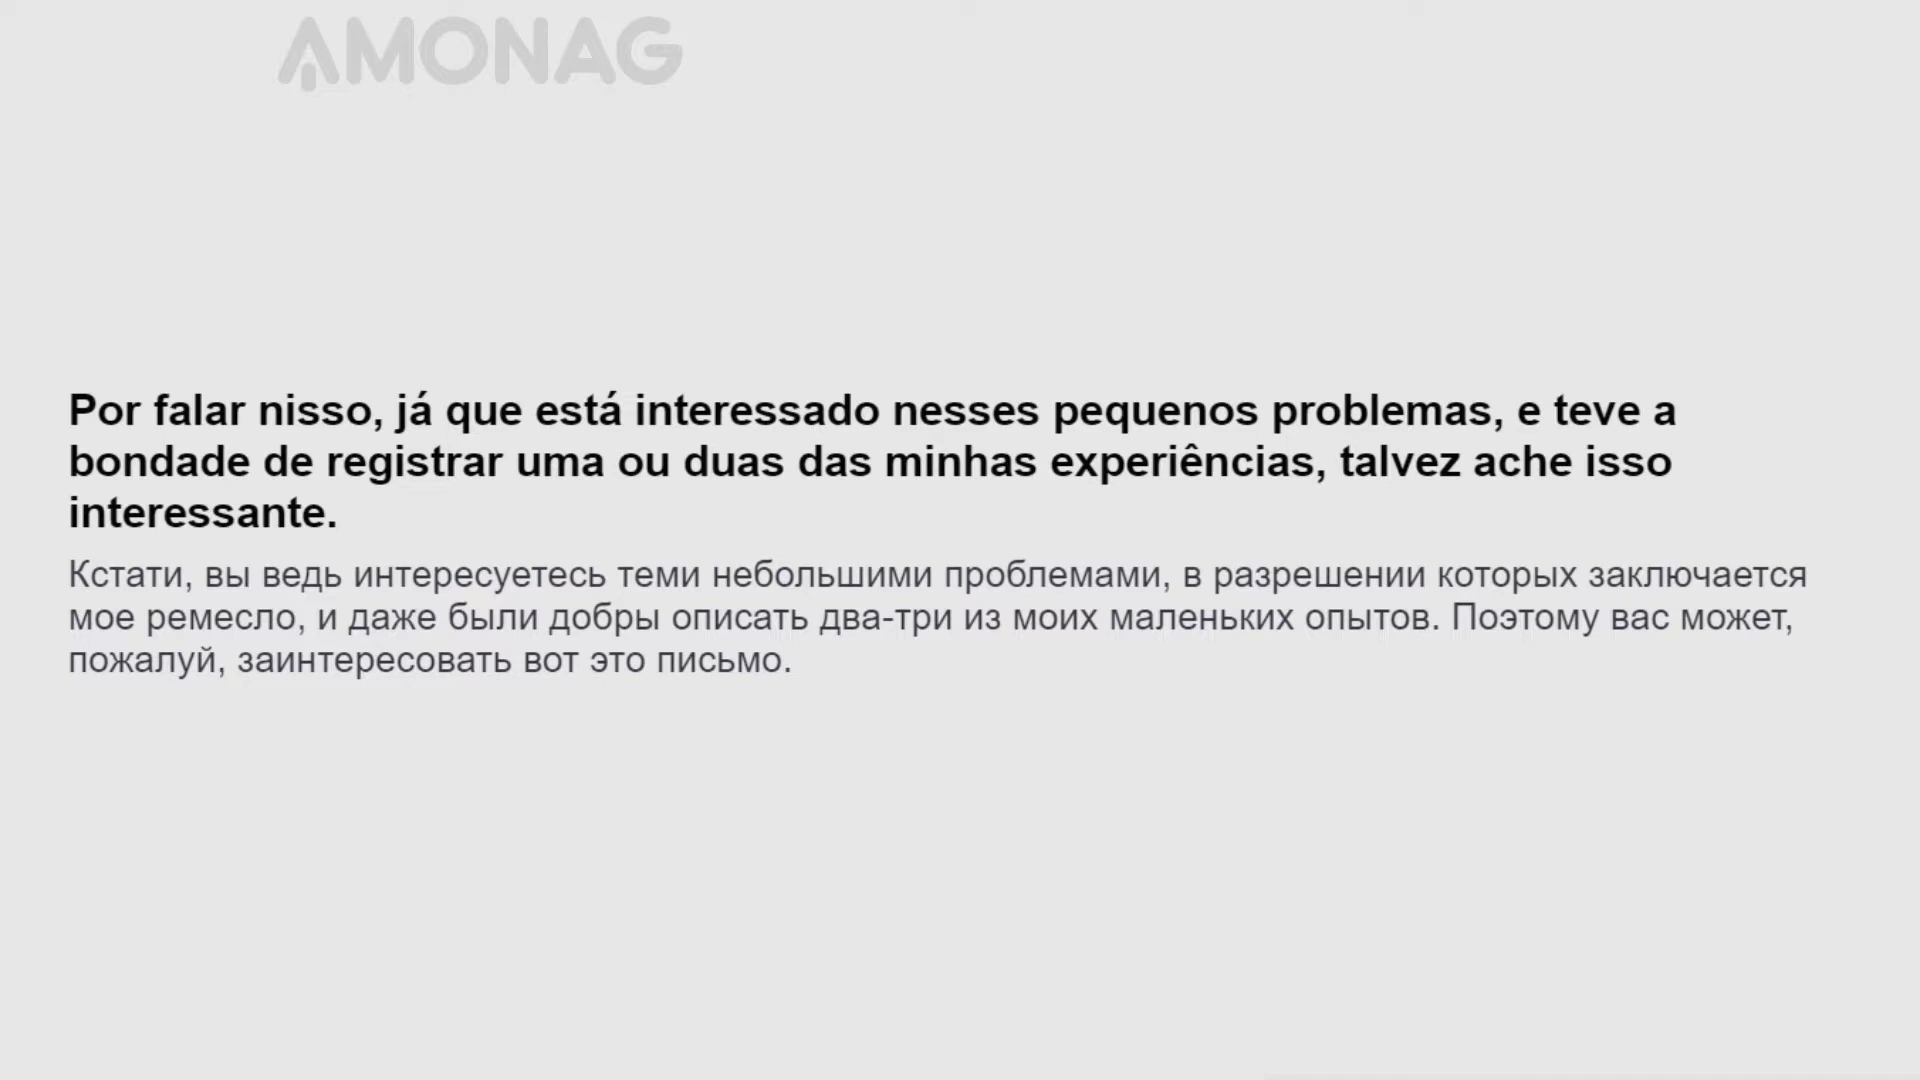 AMONAG
Por falar nisso, já que está interessado nesses pequenos problemas, e teve a
bondade de registrar uma ou duas das minhas experiências, talvez ache isso
interessante.
Кстати, вы ведь интересуетесь теми небольшими проблемами, в разрешении которых заключается
мое ремесло, и даже были добры описать два-три из моих маленьких опытов. Поэтому вас может,
пожалуй, заинтересовать вот это письмо.